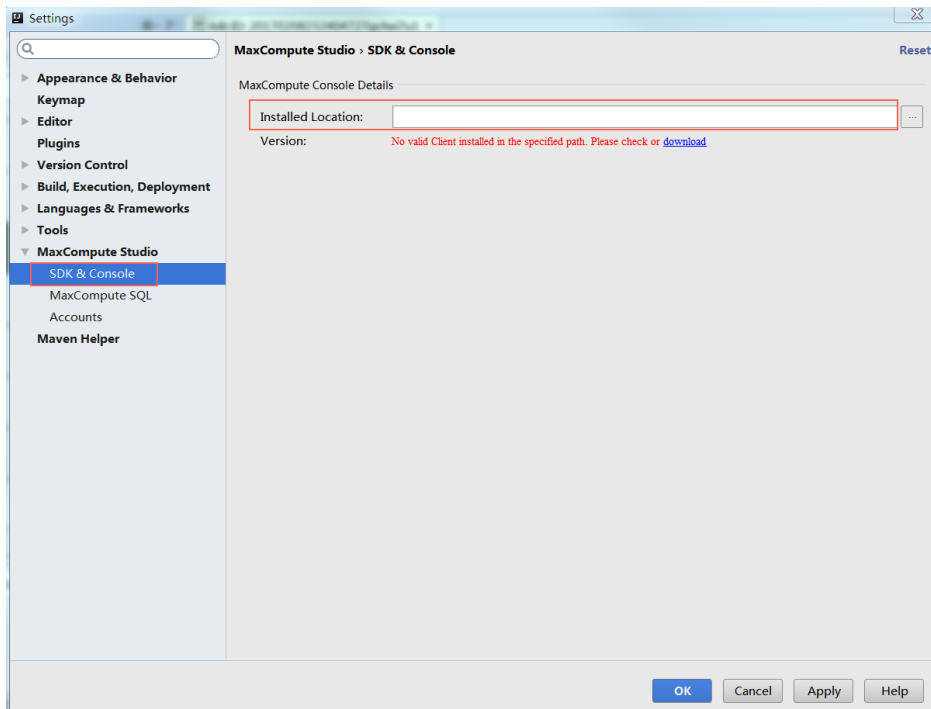 Settings
MaxCompute Studio › SDK & Console
Reset
Appearance & Behavior
Keymap
Editor
Plugins
Version Control
Build, Execution, Deployment
Languages & Frameworks
Tools
MaxCompute Studio
SDK & Console
MaxCompute SQL
Accounts
Maven Helper
MaxCompute Console Details
Installed Location:
...
Version: No valid Client installed in the specified path. Please check or download
OK Cancel Apply Help